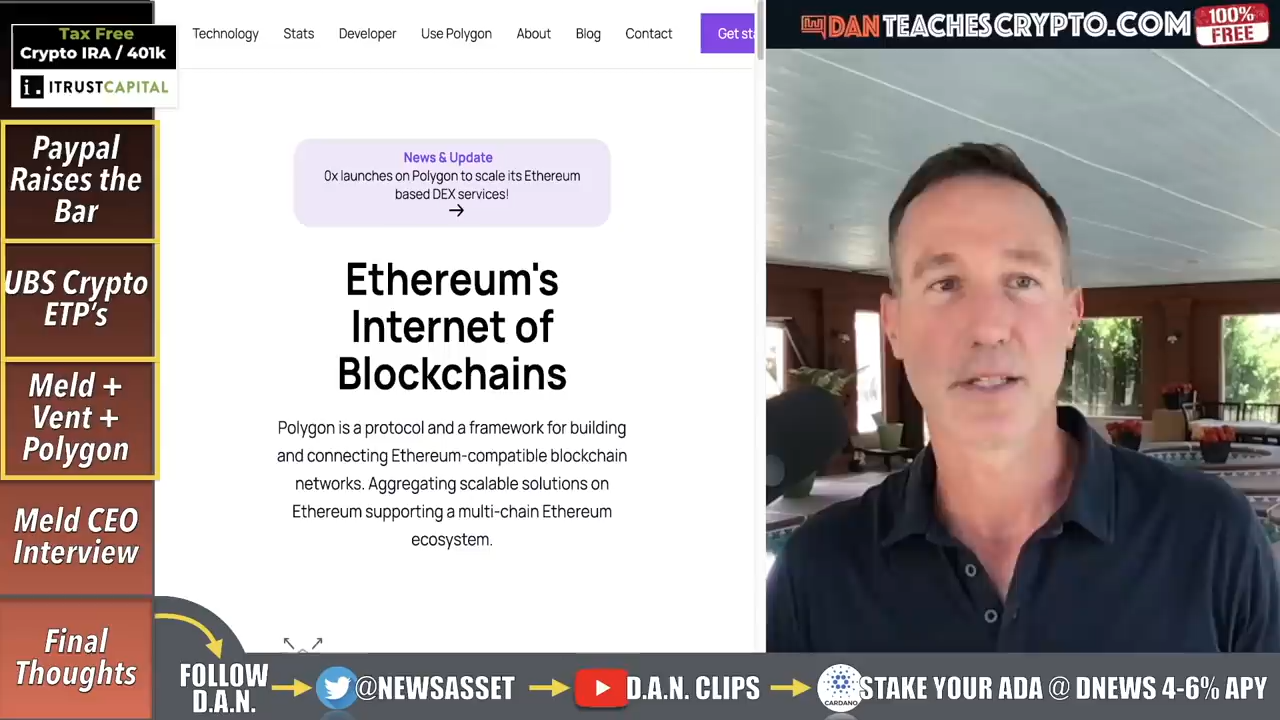 Tax Free
Crypto IRA / 401k
i. ITRUSTCAPITAL
Paypal
Raises the
Bar
UBS Crypto
ETP's
Meld +
Vent +
Polygon
Meld CEO
Interview
Final
Thoughts
Technology Stats Developer Use Polygon About Blog Contact Get sta
News & Update
0x launches on Polygon to scale its Ethereum
based DEX services!
Ethereum's
Internet of
Blockchains
Polygon is a protocol and a framework for building
and connecting Ethereum-compatible blockchain
networks. Aggregating scalable solutions on
Ethereum supporting a multi-chain Ethereum
ecosystem.
DANTEACHESCRYPTO.COM
100%
FREE
FOLLOW
D.A.N.
@NEWSASSET
D.A.N. CLIPS
CARDANO
STAKE YOUR ADA @ DNEWS 4-6% APY